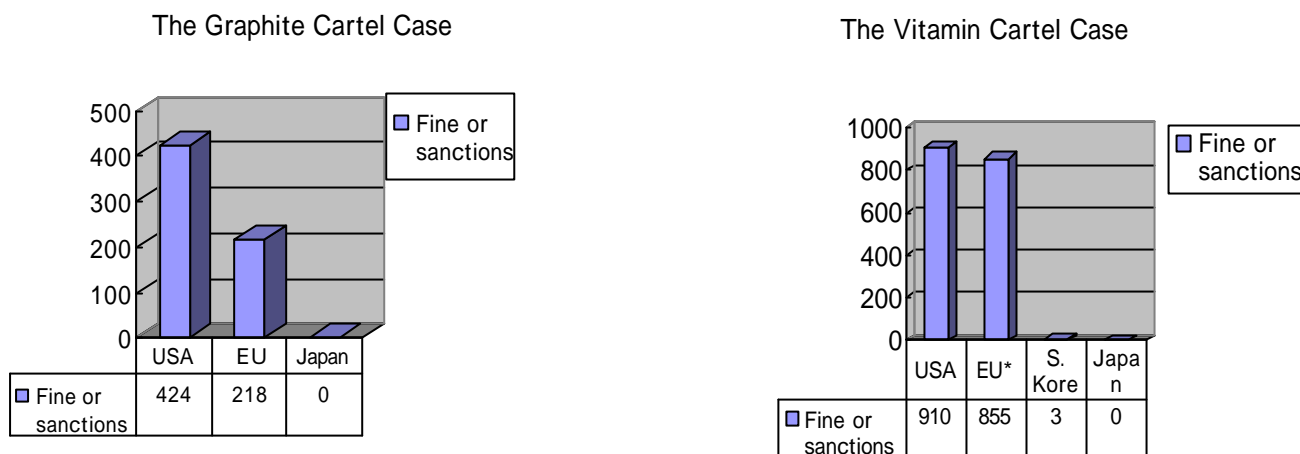 The Graphite Cartel Case
500
400
300
200
100
0
Fine or
sanctions
USA EU Japan
Fine or
sanctions
424 218 0
The Vitamin Cartel Case
1000
800
600
400
200
0
Fine or
sanctions
USA EU* S.
Kore Japa
n
Fine or
sanctions
910 855 3 0